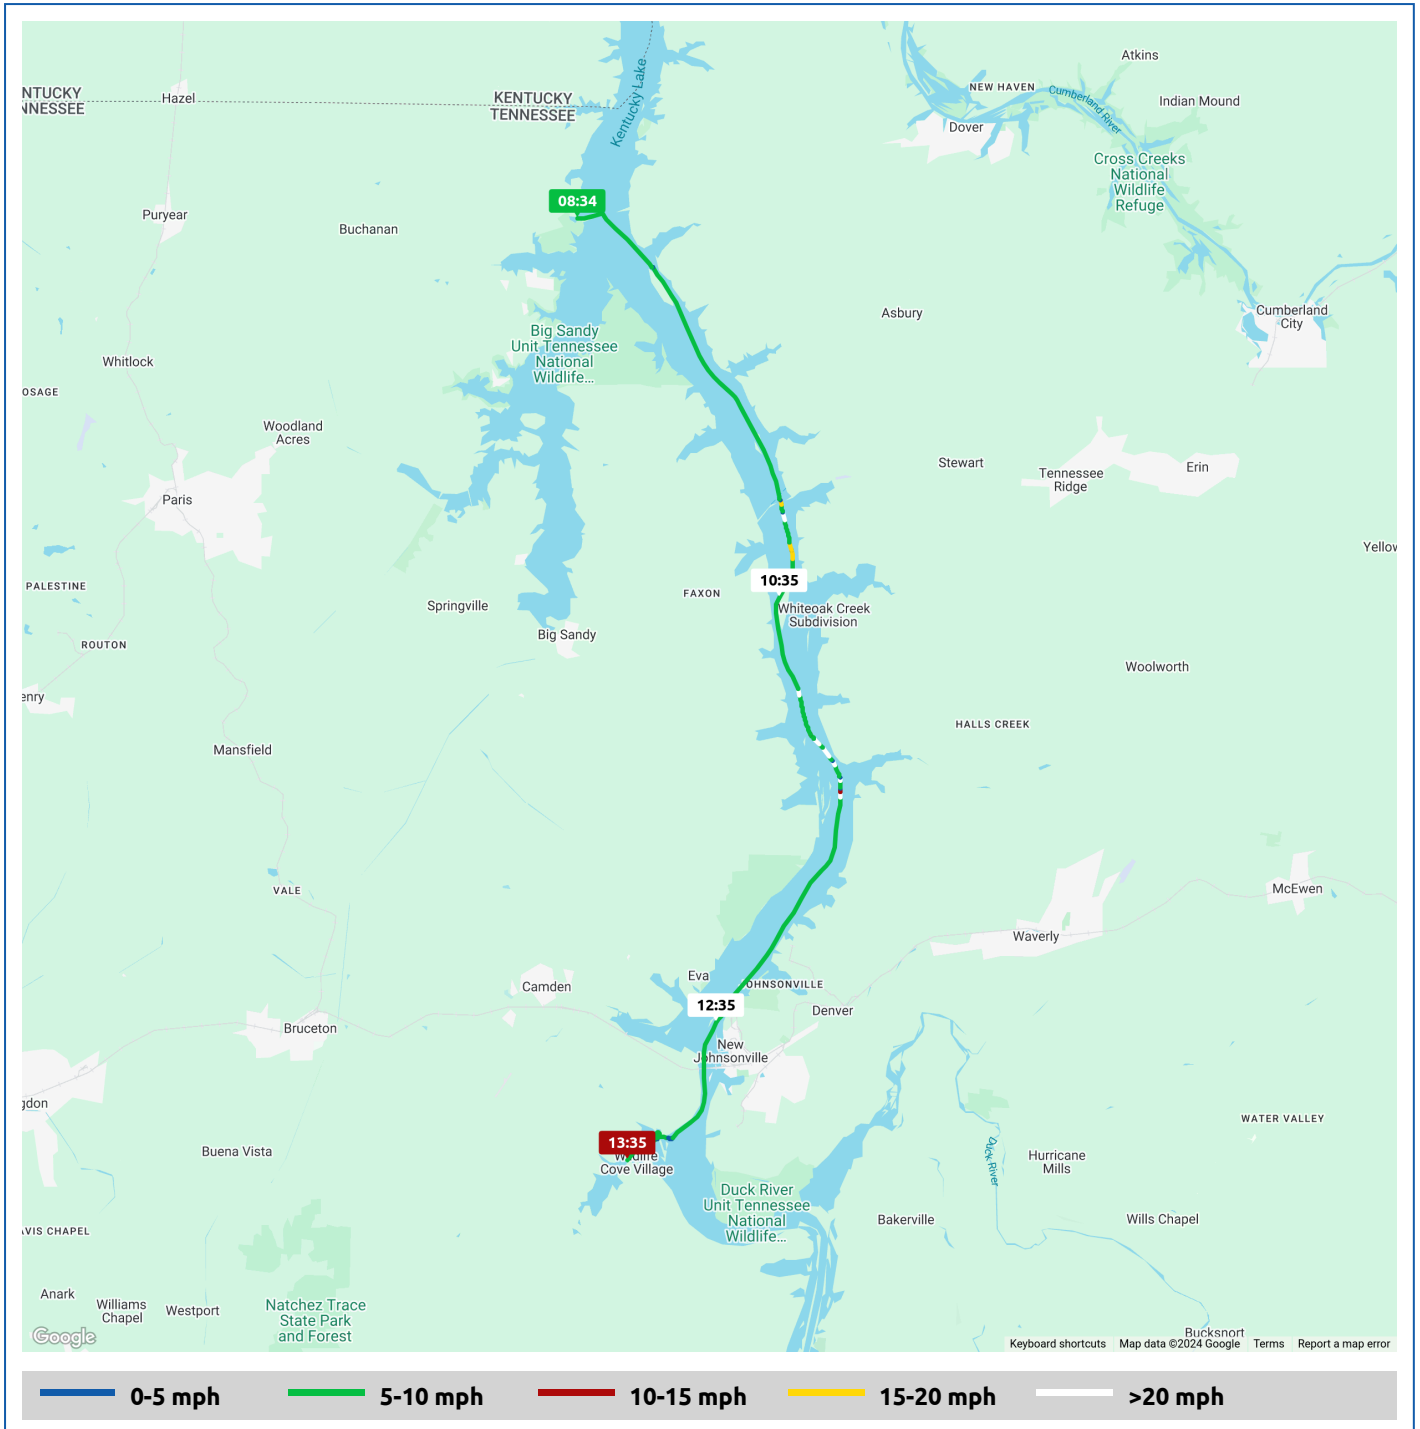 Atkins
NEW HAVEN
NTUCKY
NNESSEE
Hazel
KENTUCKY
TENNESSEE
Kentucky Lake
Cumberland River
Indian Mound
Dover
Cross Creeks
National
Wildlife
Refuge
08:34
Puryear
Buchanan
Asbury
Cumberland
City
Big Sandy
Unit Tennessee
National
Wildlife...
Whitlock
OSAGE
Woodland
Acres
Stewart
Tennessee
Ridge
Erin
Paris
Yellow
10:35
PALESTINE
FAXON
Springville
Whiteoak Creek
Subdivision
Big Sandy
ROUTON
Woolworth
enry
HALLS CREEK
Mansfield
VALE
McEwen
Waverly
Eva
OHNSONVILLE
Camden
12:35
Denver
Bruceton
New
Johnsonville
gdon
WATER VALLEY
13:35
Wildlife
Cove Village
Buena Vista
Duck River
Hurricane
Mills
Duck River
Unit Tennessee
National
Wildlife...
Bakerville
Wills Chapel
AVIS CHAPEL
Anark
Williams
Chapel
Westport
Natchez Trace
State Park
and Forest
Bucksnort
Google
Keyboard shortcuts Map data ©2024 Google Terms Report a map error
0-5 mph 5-10 mph 10-15 mph 15-20 mph >20 mph